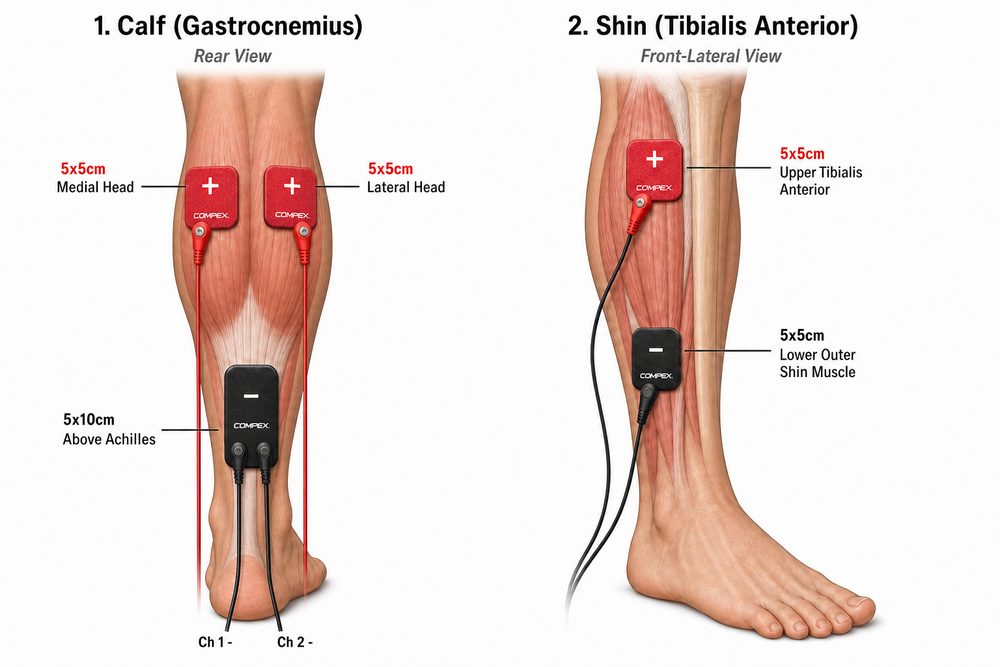 1. Calf (Gastrocnemius)
Rear View
5x5cm
Medial Head
+
COMPEX.
+
COMPEX.
5x5cm
Lateral Head
5x10cm
Above Achilles
-
COMPEX.
Ch 1 -
Ch 2 -
2. Shin (Tibialis Anterior)
Front-Lateral View
+
COMPEX.
5x5cm
Upper Tibialis
Anterior
-
COMPEX.
5x5cm
Lower Outer
Shin Muscle